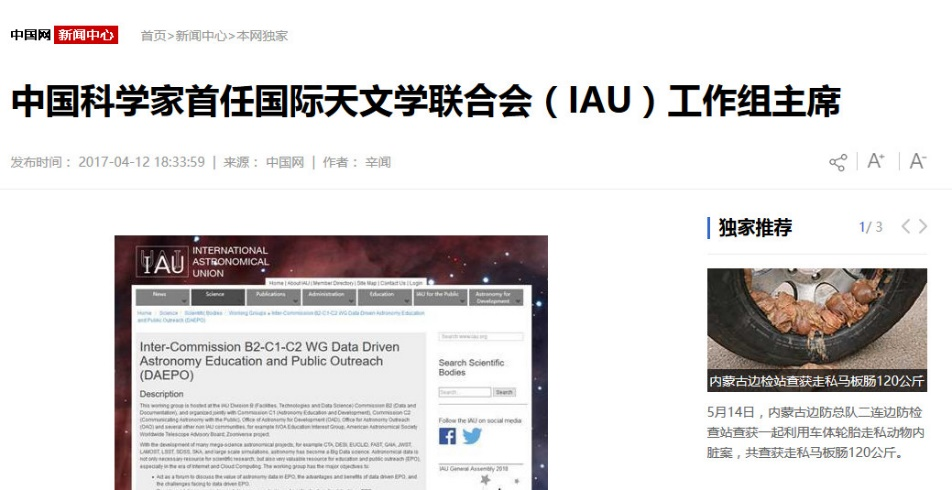 中国网 新闻中心 首页>新闻中心>本网独家
中国科学家首任国际天文学联合会（IAU）工作组主席
发布时间： 2017-04-12 18:33:59 | 来源： 中国网 | 作者： 辛闻
A+ A-
独家推荐 1/ 3
IAU INTERNATIONAL
ASTRONOMICAL
UNION
Home | About IAU | Member Directory | Site Map | Contact Us | Login
News Science Publications Administration Education IAU for the Public Astronomy for
Development
Home Science Scientific Bodies Working Groups Inter-Commission B2-C1-C2 WG Data Driven Astronomy Education
and Public Outreach (DAEPO)
Inter-Commission B2-C1-C2 WG Data Driven
Astronomy Education and Public Outreach
(DAEPO)
Description
This working group is hosted at the IAU Division B (Facilities, Technologies and Data Science) Commission B2 (Data and
Documentation), and organized jointly with Commission C1 (Astronomy Education and Development), Commission C2
(Communicating Astronomy with the Public), Office of Astronomy for Development (OAD), Office for Astronomy Outreach
(OAO) and several other non IAU communities, for example IVOA Education Interest Group, American Astronomical Society
Worldwide Telescope Advisory Board, Zooniverse project.
With the development of many mega-science astronomical projects, for example CTA, DESI, EUCLID, FAST, GAIA, JWST,
LAMOST, LSST, SDSS, SKA, and large scale simulations, astronomy has become a Big Data science. Astronomical data is
not only necessary resource for scientific research, but also very valuable resource for education and public outreach (EPO),
especially in the era of Internet and Cloud Computing. The working group has the major objectives to:
• Act as a forum to discuss the value of astronomy data in EPO, the advantages and benefits of data driven EPO, and
the challenges facing to data driven EPO
Search www.iau.org
Search Scientific
Bodies
Search... Search
Follow the IAU on social media
IAU General Assembly 2018
内蒙古边检站查获走私马板肠120公斤
5月14日，内蒙古边防总队二连边防检
查站查获一起利用车体轮胎走私动物内
脏案，共查获走私马板肠120公斤。